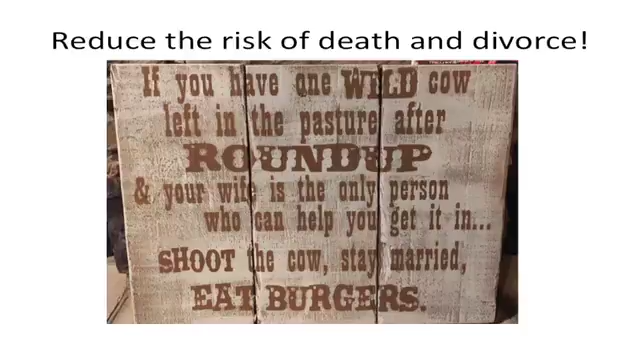 Reduce the risk of death and divorce!
If you have one WILD cow
left in the pasture after
ROUNDUP
& your wife is the only person
who can help you get it in...
SHOOT the cow, stay married,
EAT BURGERS.